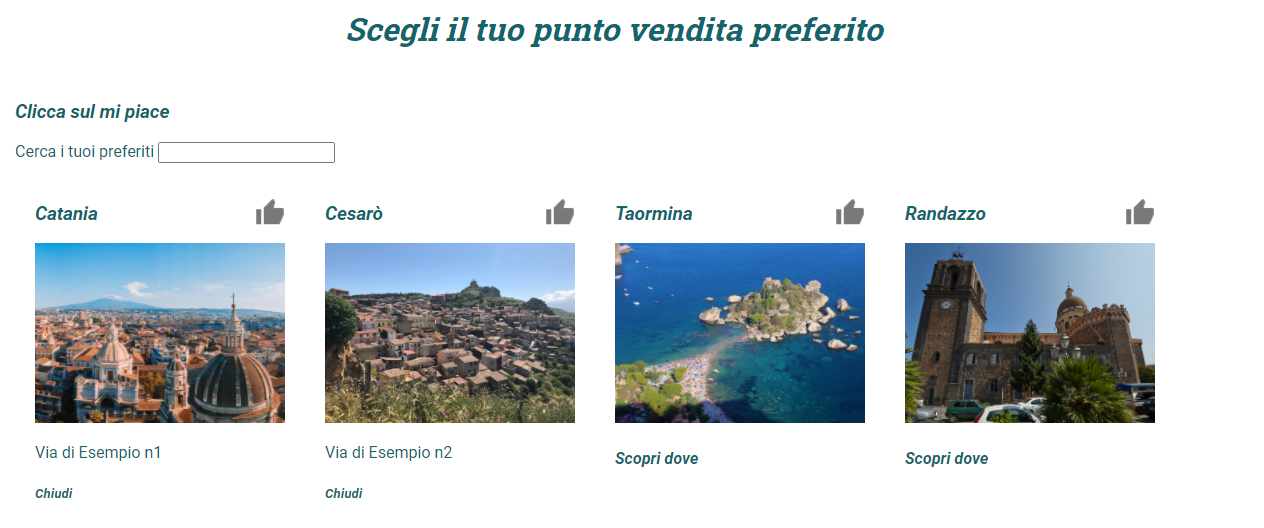 Scegli il tuo punto vendita preferito
Clicca sul mi piace
Cerca i tuoi preferiti
Catania
Cesarò
Taormina
Randazzo
Via di Esempio n1
Via di Esempio n2
Scopri dove
Scopri dove
Chiudi
Chiudi